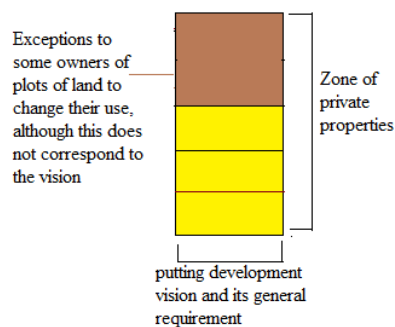 Exceptions to
some owners of
plots of land to
change their use,
although this does
not correspond to
the vision
Zone of
private
properties
putting development
vision and its general
requirement